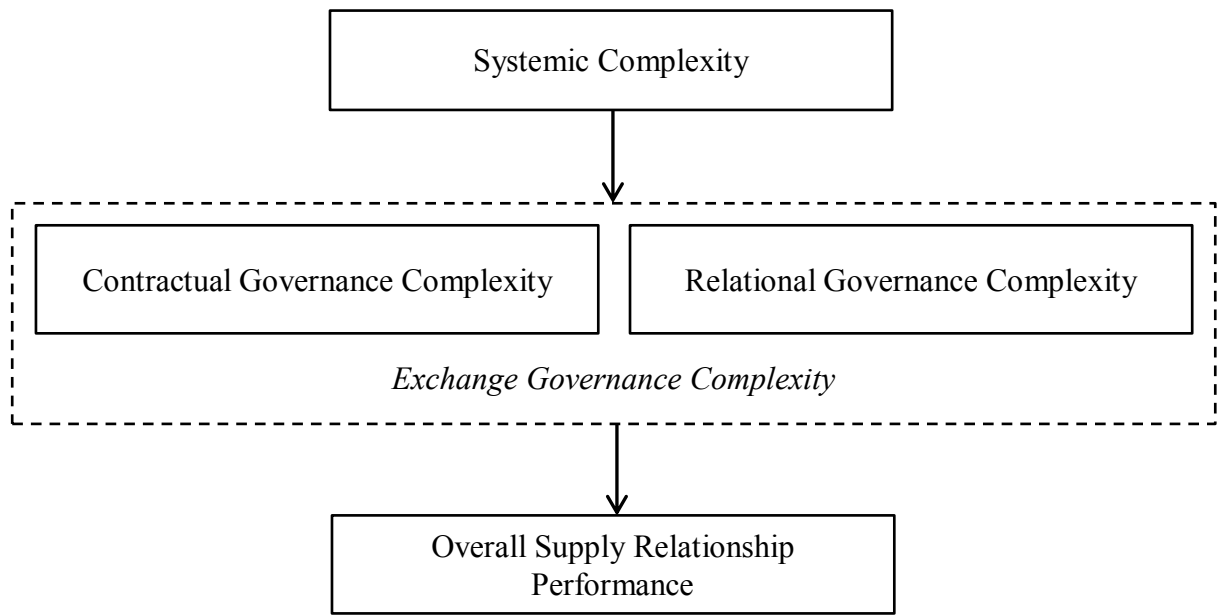 Systemic Complexity
Contractual Governance Complexity
Relational Governance Complexity
Exchange Governance Complexity
Overall Supply Relationship
Performance